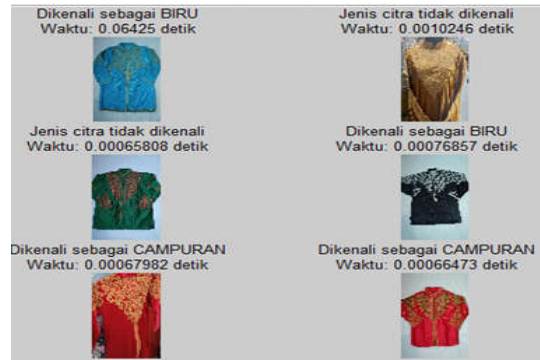 Dikenali sebagai BIRU
Waktu: 0.06425 detik
Jenis citra tidak dikenali
Waktu: 0.0010246 detik
Jenis citra tidak dikenali
Waktu: 0.00065808 detik
Dikenali sebagai BIRU
Waktu: 0.00076857 detik
Dikenali sebagai CAMPURAN
Waktu: 0.00067982 detik
Dikenali sebagai CAMPURAN
Waktu: 0.00066473 detik